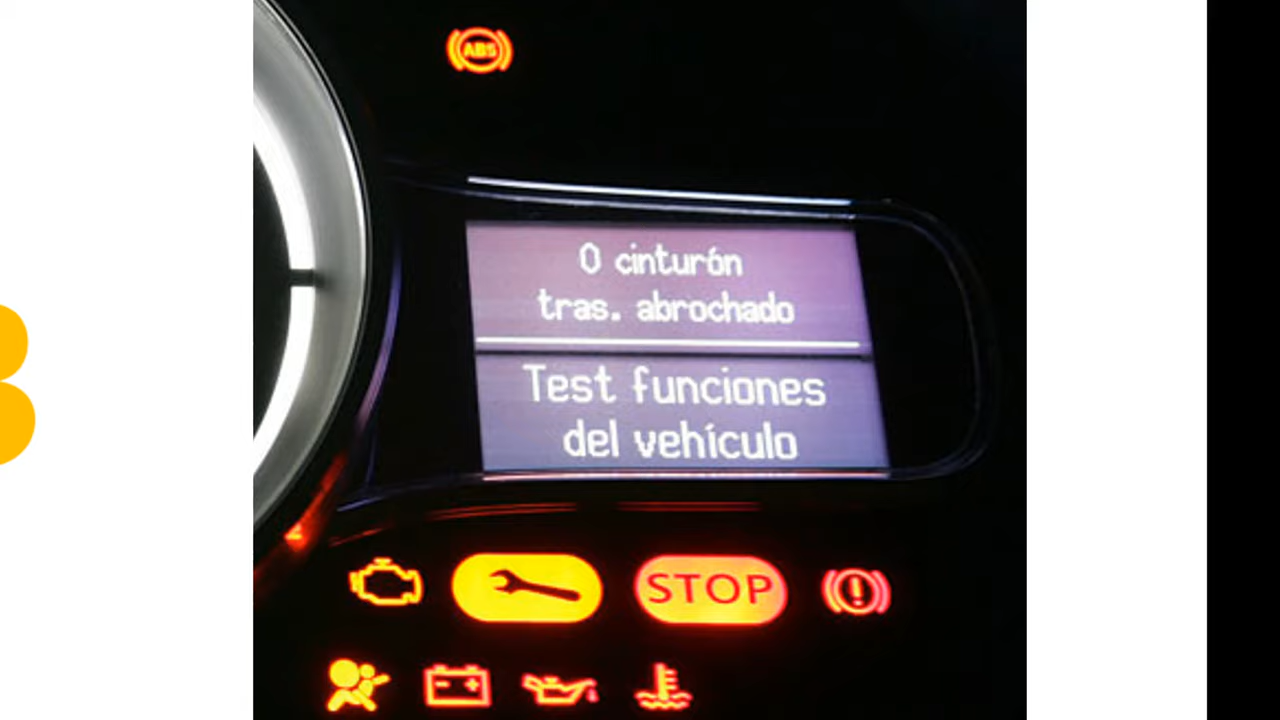 ABS
0 cinturón
tras. abrochado
Test funciones
del vehículo
STOP